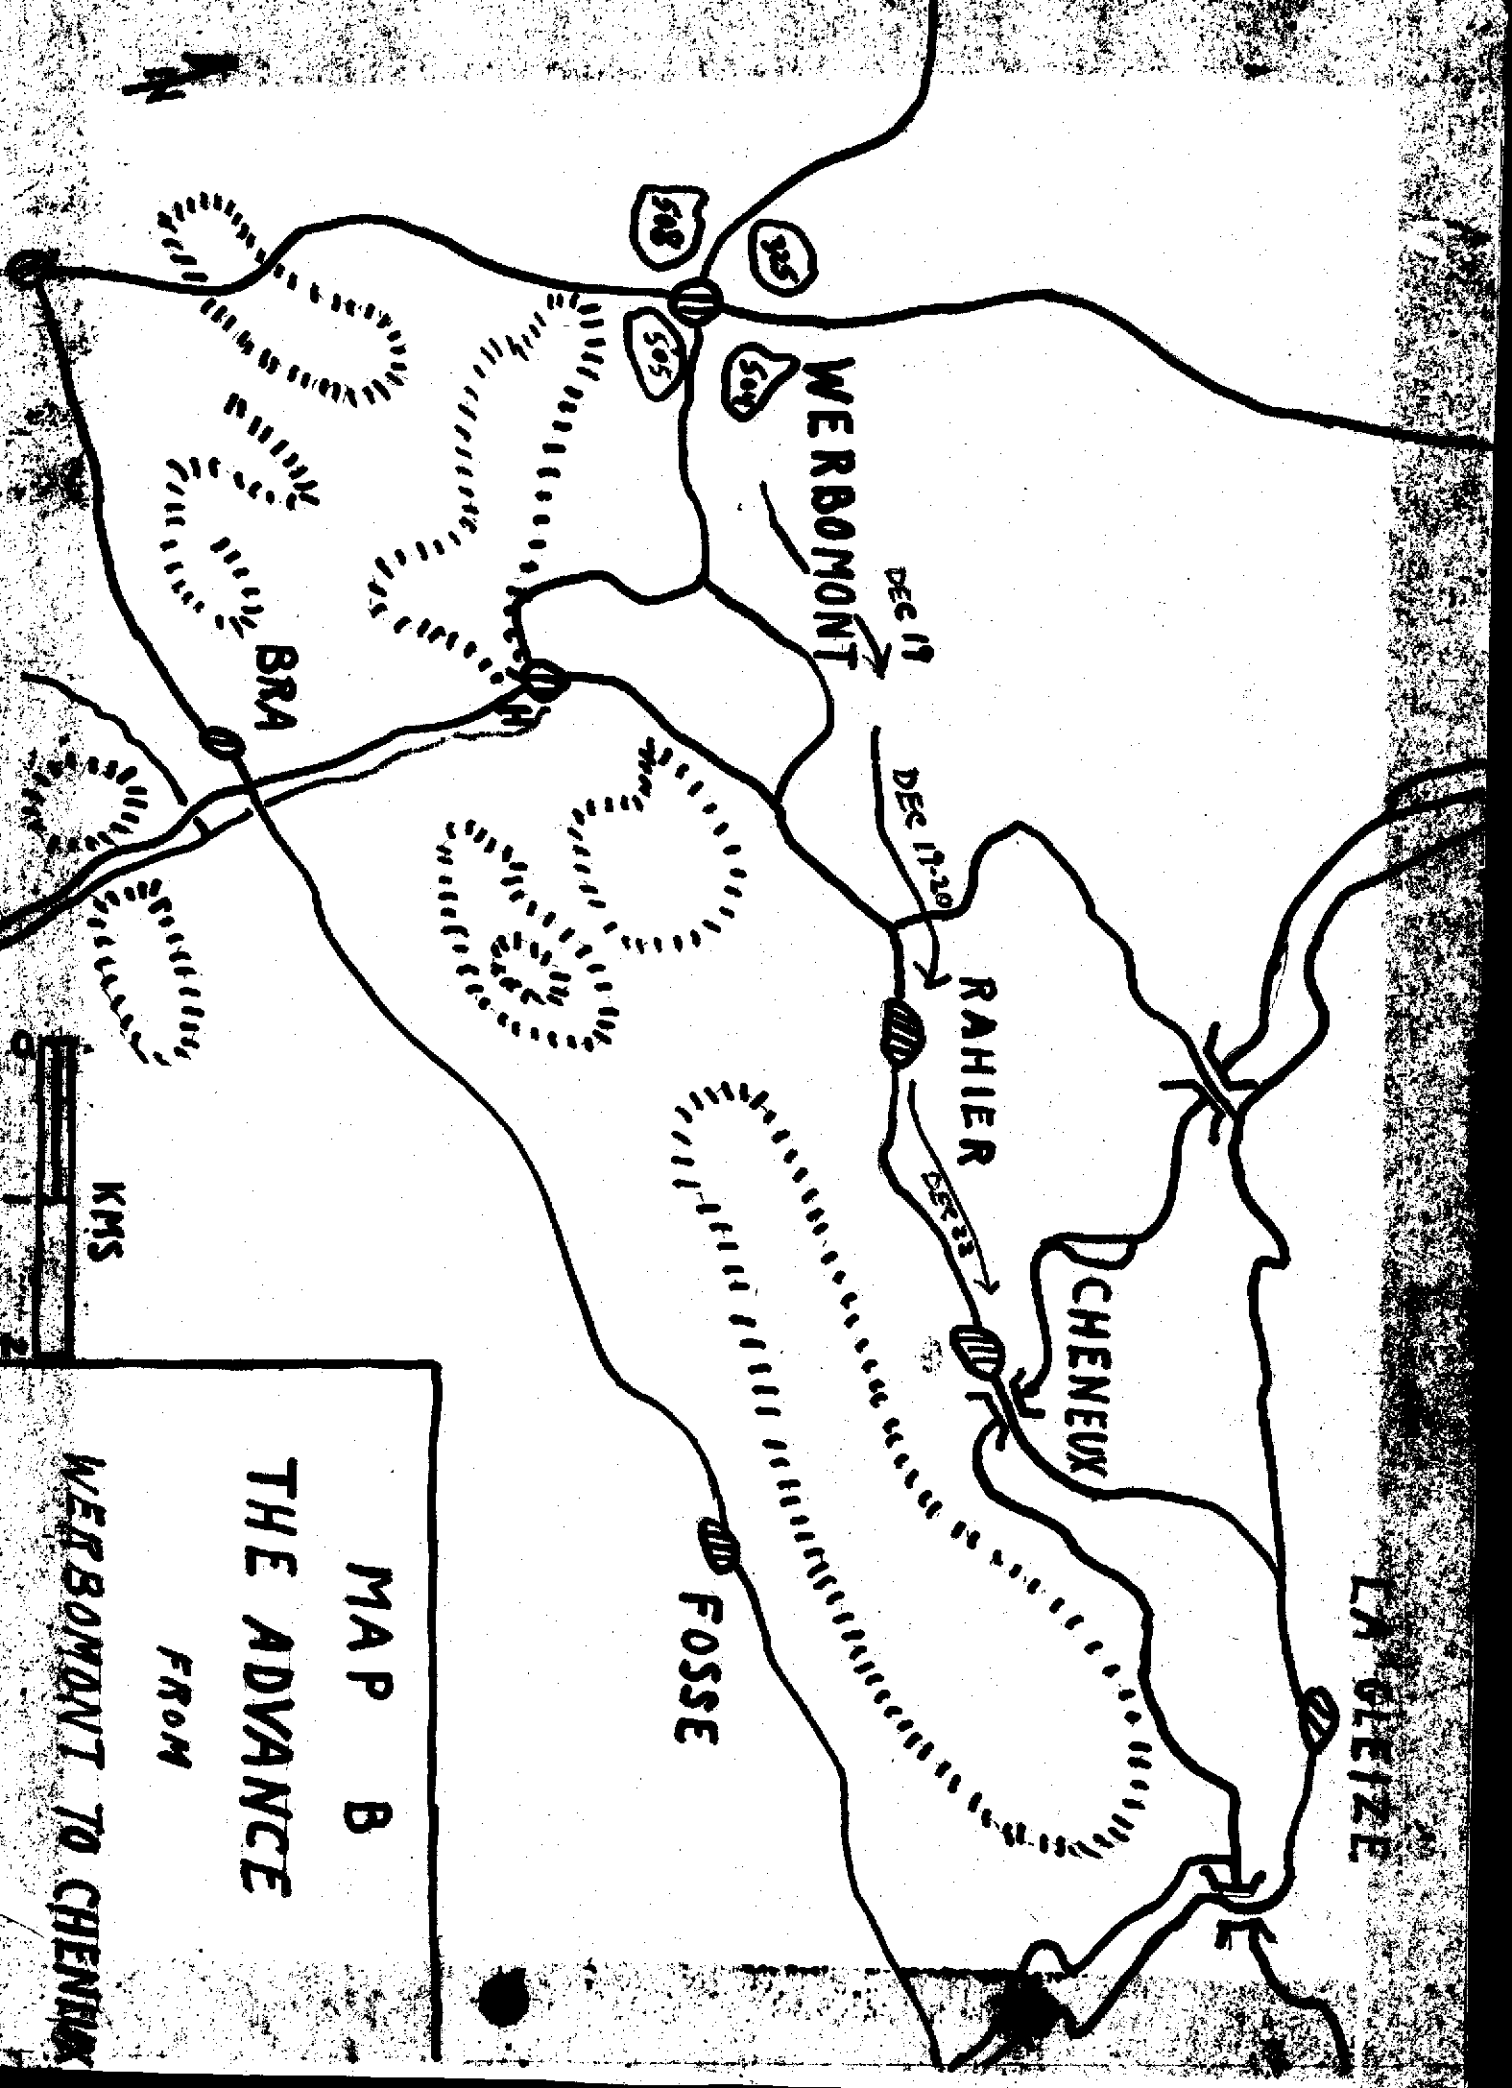 N
508
325
505
504
WERBOMONT
DEC 19
DEC 19-20
RAHIER
DEC 22
CHENEUX
LA GLEIZE
BRA
H
FOSSE
KMS
0 1 2
MAP B
THE ADVANCE
FROM
WERBOMONT TO CHENEUX